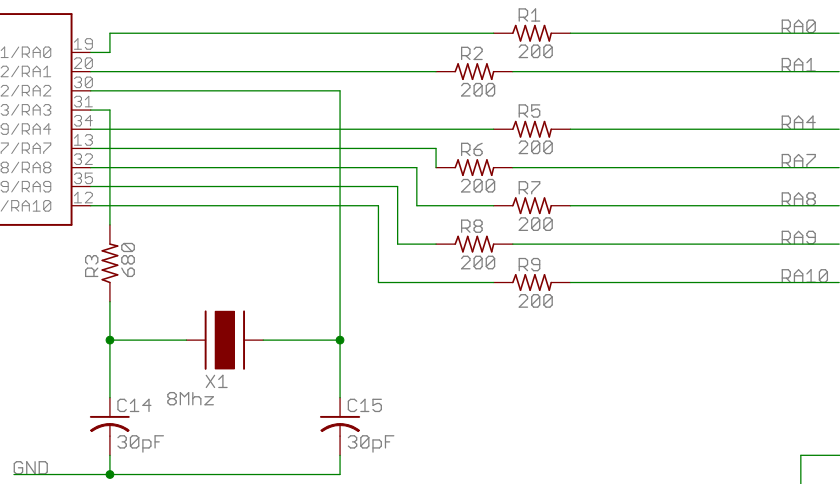 1/RA0 19 R1 200 RA0
2/RA1 20 R2 200 RA1
2/RA2 30
3/RA3 31
9/RA4 34 R5 200 RA4
7/RA7 13 R6 200 RA7
8/RA8 32 R7 200 RA8
9/RA9 35 R8 200 RA9
/RA10 12 R9 200 RA10
R3 680
X1
8Mhz
C14 C15
30pF 30pF
GND